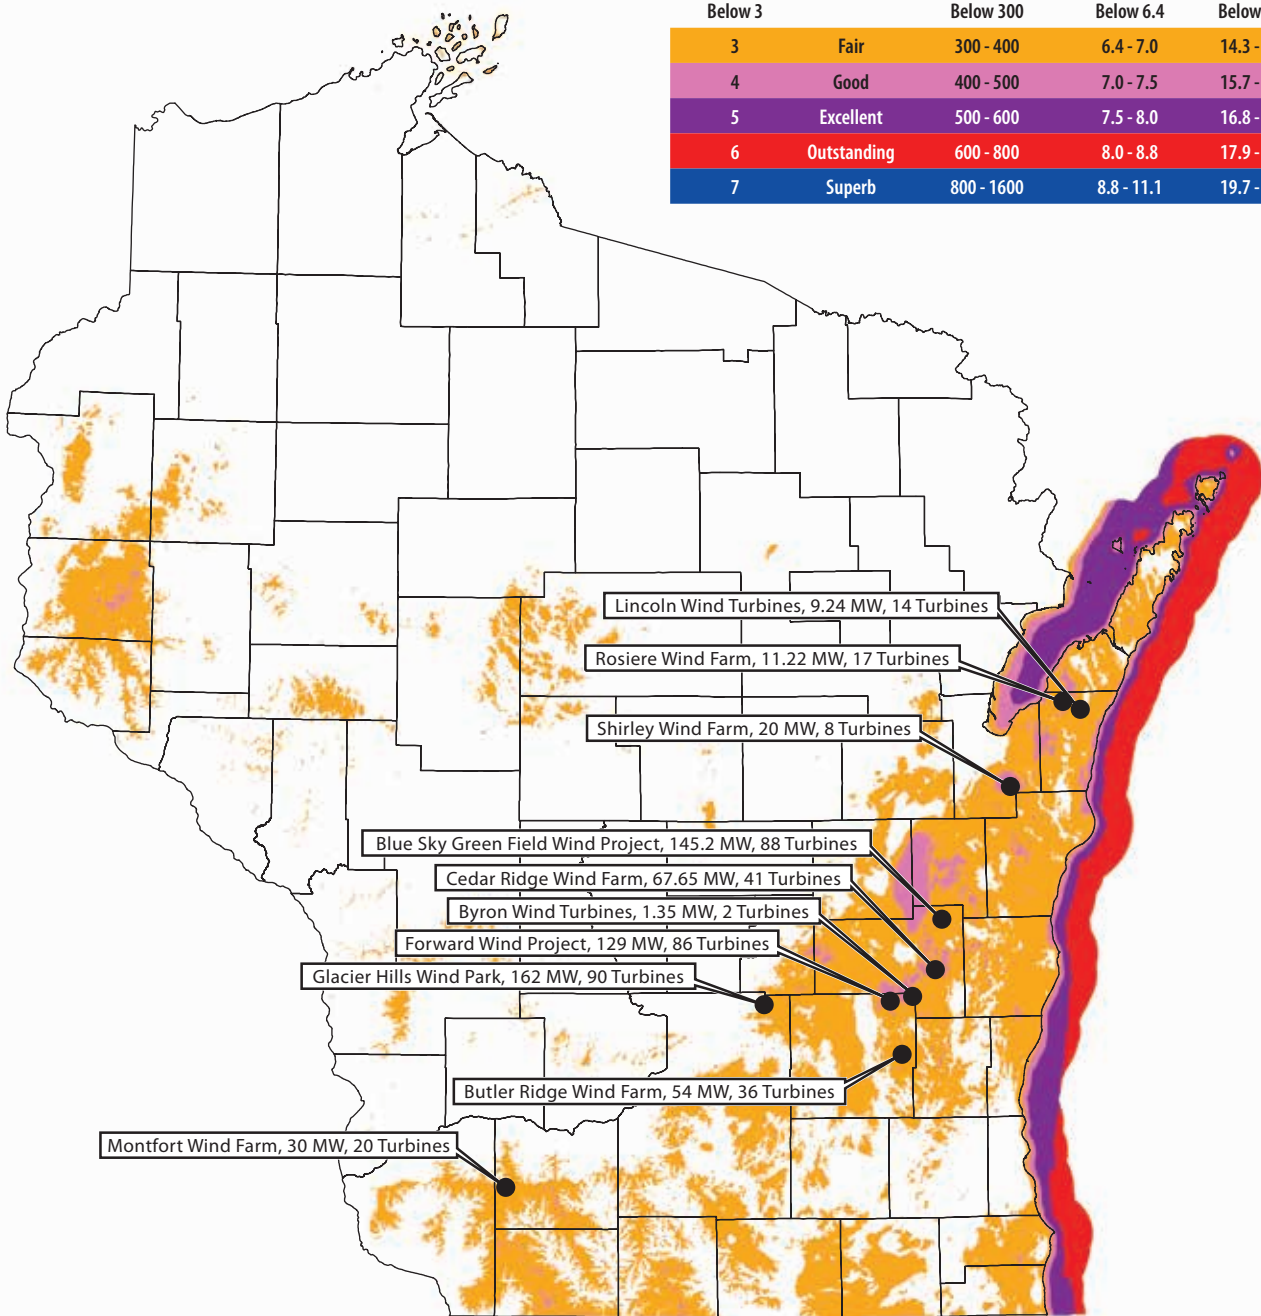 Below 3 Below 300 Below 6.4 Below
3 Fair 300 - 400 6.4 - 7.0 14.3 -
4 Good 400 - 500 7.0 - 7.5 15.7 -
5 Excellent 500 - 600 7.5 - 8.0 16.8 -
6 Outstanding 600 - 800 8.0 - 8.8 17.9 -
7 Superb 800 - 1600 8.8 - 11.1 19.7 -
Lincoln Wind Turbines, 9.24 MW, 14 Turbines
Rosiere Wind Farm, 11.22 MW, 17 Turbines
Shirley Wind Farm, 20 MW, 8 Turbines
Blue Sky Green Field Wind Project, 145.2 MW, 88 Turbines
Cedar Ridge Wind Farm, 67.65 MW, 41 Turbines
Byron Wind Turbines, 1.35 MW, 2 Turbines
Forward Wind Project, 129 MW, 86 Turbines
Glacier Hills Wind Park, 162 MW, 90 Turbines
Butler Ridge Wind Farm, 54 MW, 36 Turbines
Montfort Wind Farm, 30 MW, 20 Turbines